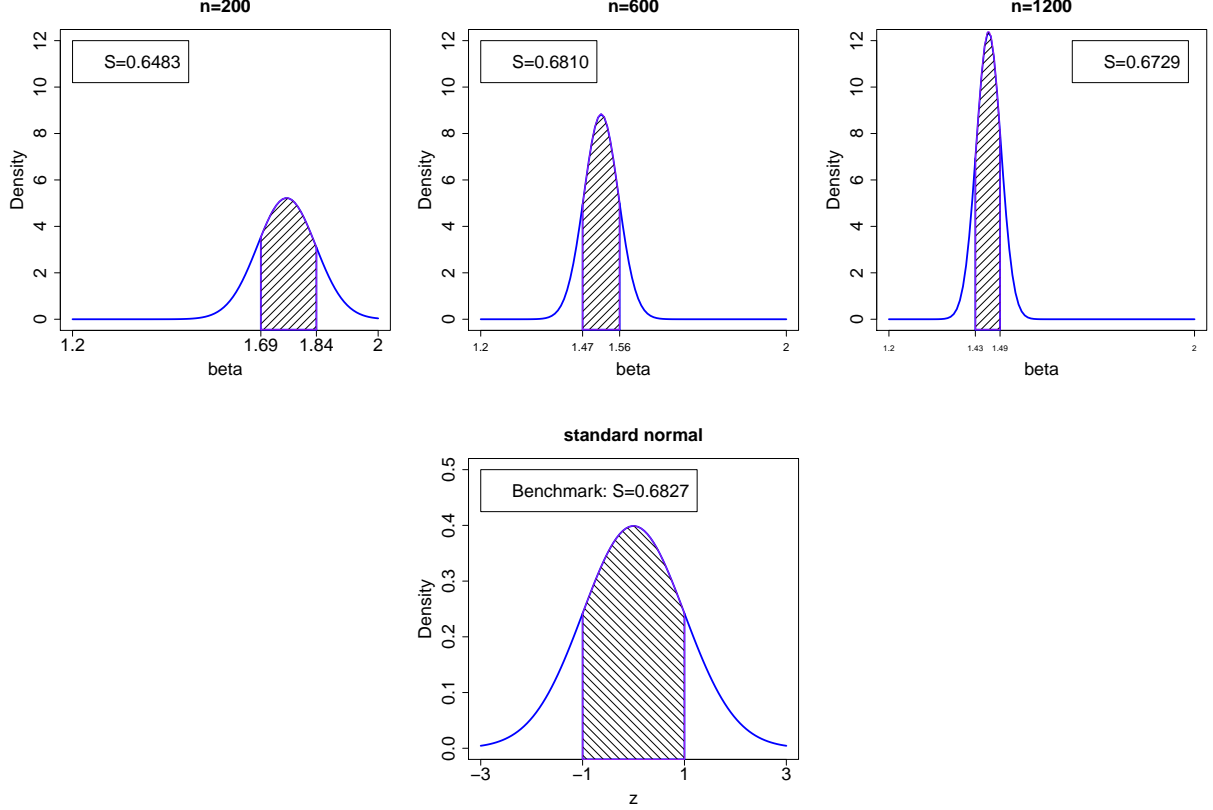 n=200
S=0.6483
Density
0
2
4
6
8
10
12
1.2
1.69
1.84
2
beta
n=600
S=0.6810
Density
0
2
4
6
8
10
12
1.2
1.47
1.56
2
beta
n=1200
S=0.6729
Density
0
2
4
6
8
10
12
1.2
1.43
1.49
2
beta
standard normal
Benchmark: S=0.6827
Density
0.0
0.1
0.2
0.3
0.4
0.5
−3
−1
1
3
z